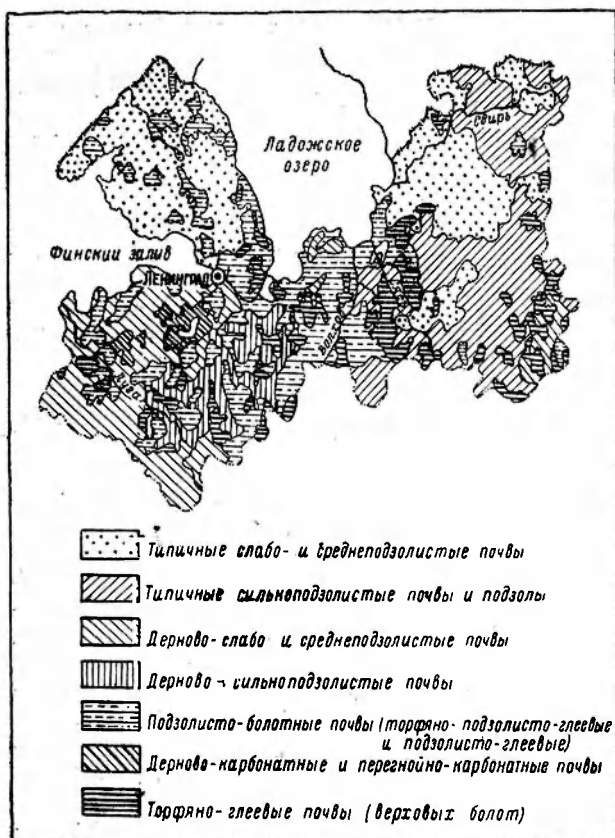 Свирь
Ладожское
озеро
Финский залив
ЛЕНИНГРАД
Волхов
Луга
Типичные слабо- и среднеподзолистые почвы
Типичные сильноподзолистые почвы и подзолы
Дерново-слабо и среднеподзолистые почвы
Дерново-сильноподзолистые почвы
Подзолисто-болотные почвы (торфяно-подзолисто-глеевые
и подзолисто-глеевые)
Дерново-карбонатные и перегнойно-карбонатные почвы
Торфяно-глеевые почвы (верховых болот)